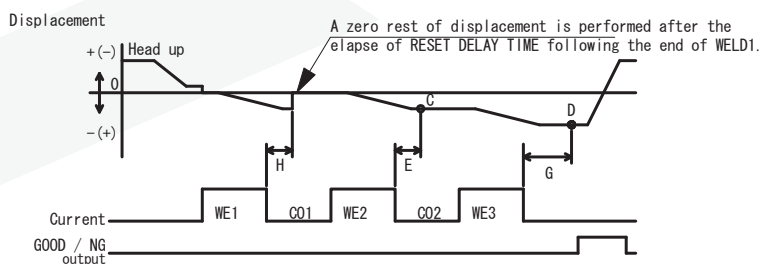 Displacement
A zero rest of displacement is performed after the
elapse of RESET DELAY TIME following the end of WELD1.
+(-)
Head up
0
-(+)
C
D
H
E
G
WE1
CO1
WE2
CO2
WE3
Current
GOOD / NG
output